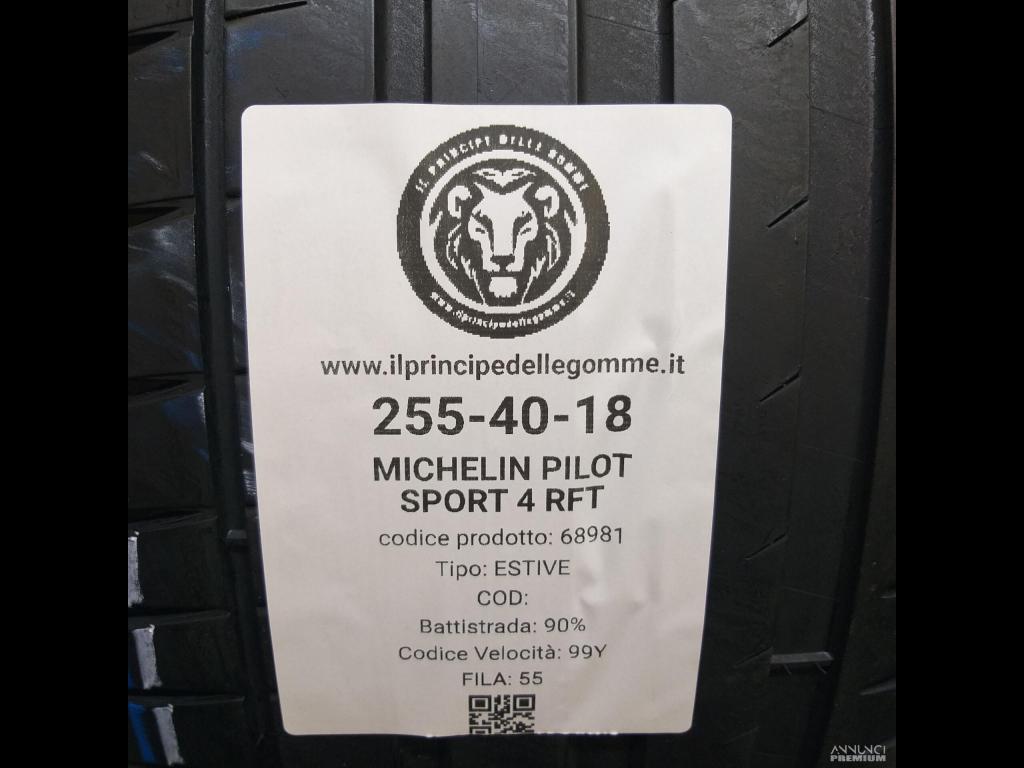 IL PRINCIPE DELLE GOMME
www.ilprincipedellegomme.it
255-40-18
MICHELIN PILOT
SPORT 4 RFT
codice prodotto: 68981
Tipo: ESTIVE
COD:
Battistrada: 90%
Codice Velocità: 99Y
FILA: 55
ANNUNCI
PREMIUM